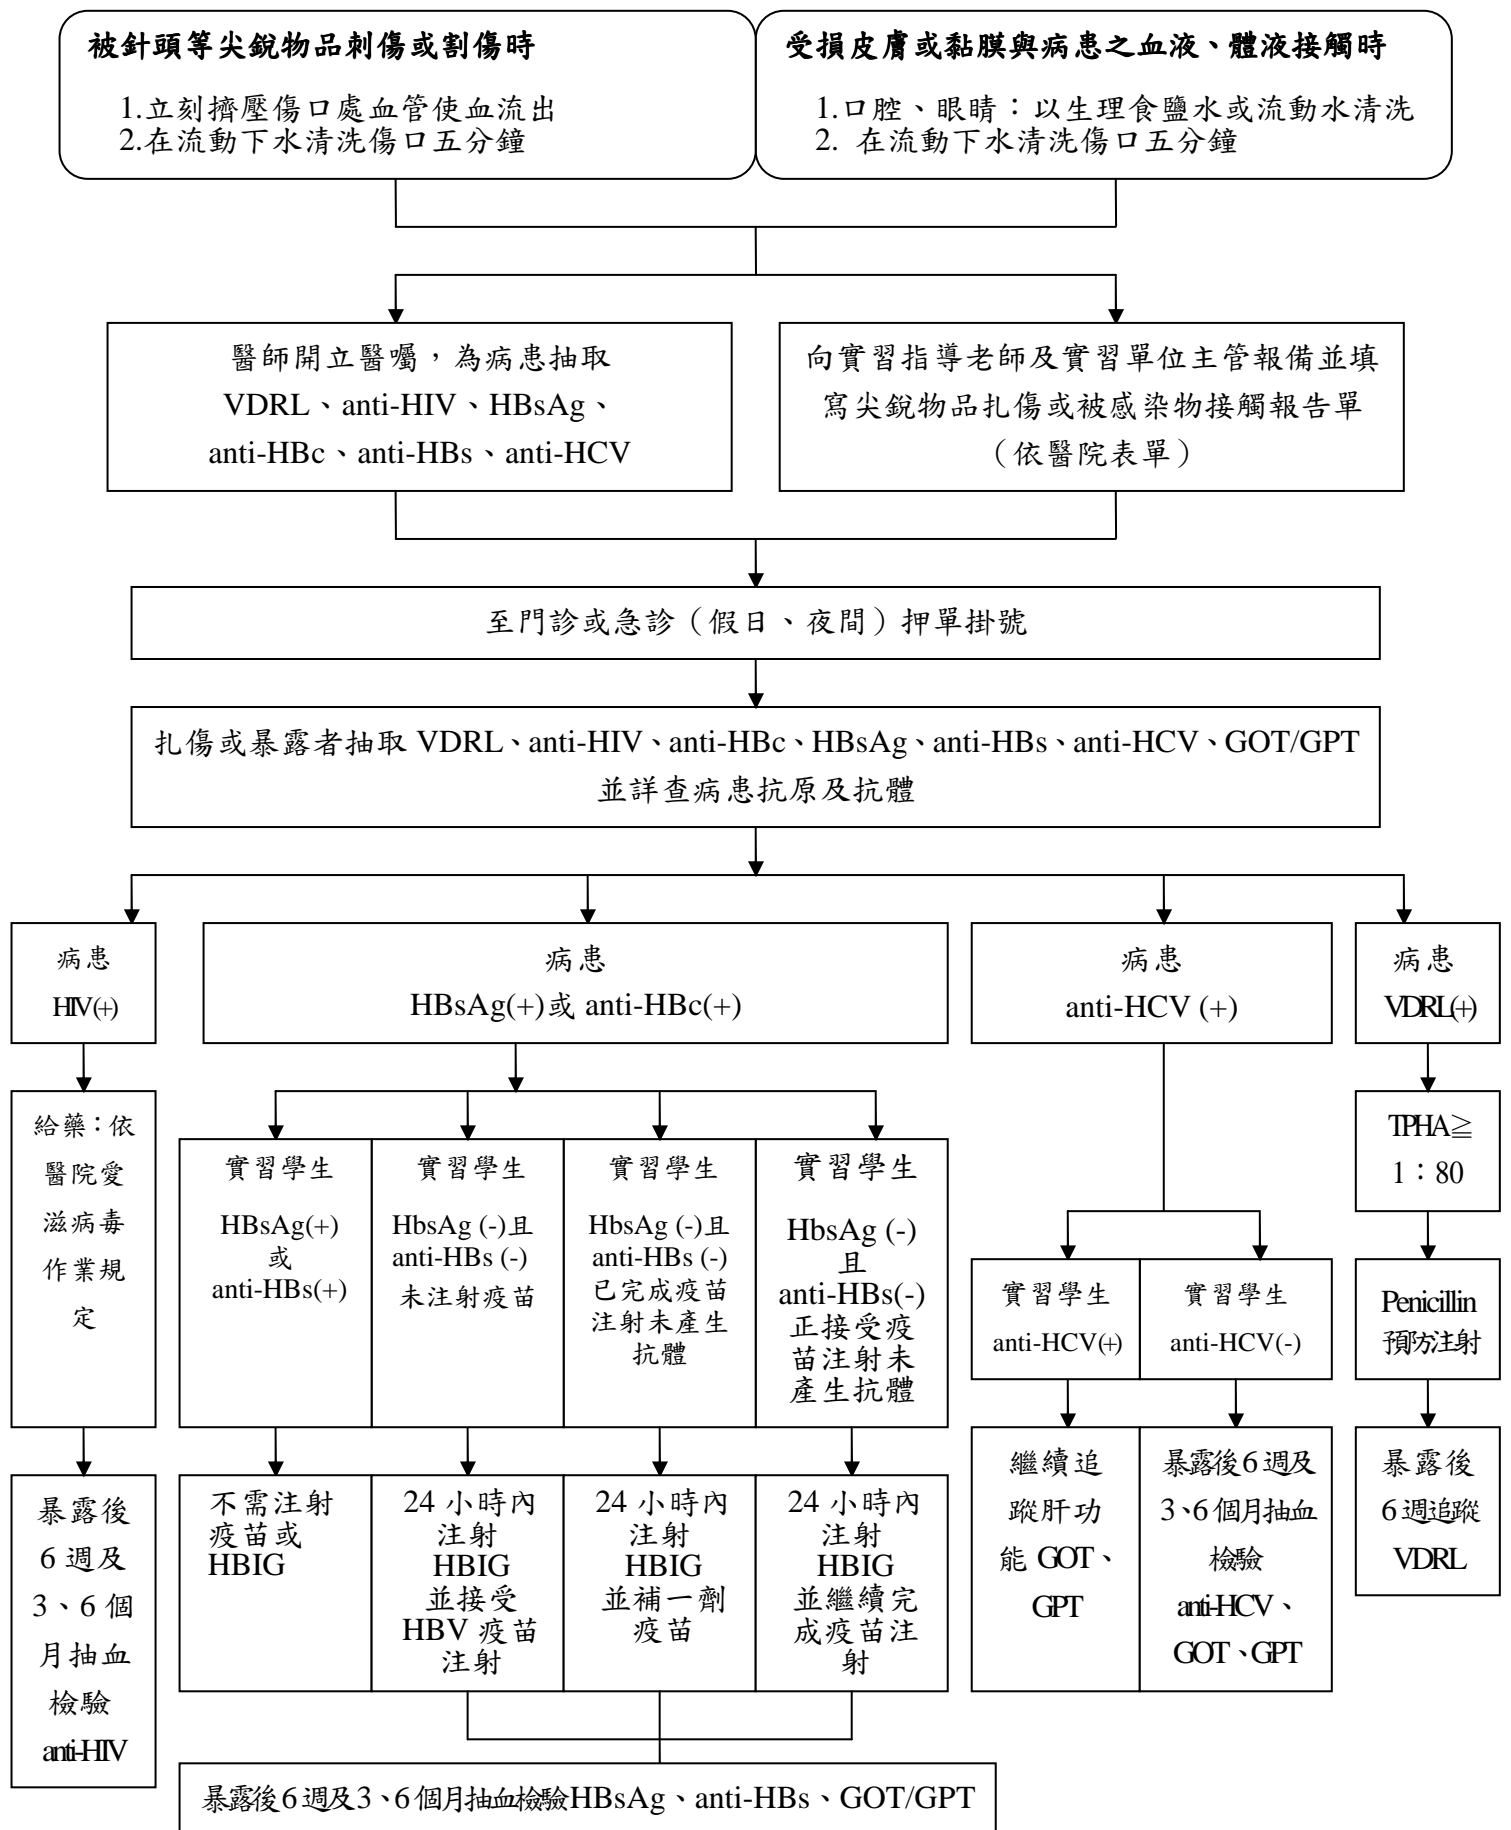 被針頭等尖銳物品刺傷或割傷時
1.立刻擠壓傷口處血管使血流出
2.在流動下水清洗傷口五分鐘
受損皮膚或黏膜與病患之血液、體液接觸時
1.口腔、眼睛：以生理食鹽水或流動水清洗
2. 在流動下水清洗傷口五分鐘
醫師開立醫囑，為病患抽取
VDRL、anti-HIV、HBsAg、
anti-HBc、anti-HBs、anti-HCV
向實習指導老師及實習單位主管報備並填
寫尖銳物品扎傷或被感染物接觸報告單
（依醫院表單）
至門診或急診（假日、夜間）押單掛號
扎傷或暴露者抽取 VDRL、anti-HIV、anti-HBc、HBsAg、anti-HBs、anti-HCV、GOT/GPT
並詳查病患抗原及抗體
病患
HIV(+)
病患
HBsAg(+)或 anti-HBc(+)
病患
anti-HCV (+)
病患
VDRL(+)
給藥：依
醫院愛
滋病毒
作業規
定
實習學生
HBsAg(+)
或
anti-HBs(+)
實習學生
HbsAg (-)且
anti-HBs (-)
未注射疫苗
實習學生
HbsAg (-)且
anti-HBs (-)
已完成疫苗
注射未產生
抗體
實習學生
HbsAg (-)
且
anti-HBs(-)
正接受疫
苗注射未
產生抗體
實習學生
anti-HCV(+)
實習學生
anti-HCV(-)
TPHA≧
1：80
Penicillin
預防注射
暴露後
6 週及
3、6 個
月抽血
檢驗
anti-HIV
不需注射
疫苗或
HBIG
24 小時內
注射
HBIG
並接受
HBV 疫苗
注射
24 小時內
注射
HBIG
並補一劑
疫苗
24 小時內
注射
HBIG
並繼續完
成疫苗注
射
繼續追
蹤肝功
能 GOT、
GPT
暴露後6週及
3、6個月抽血
檢驗
anti-HCV、
GOT、GPT
暴露後
6週追蹤
VDRL
暴露後6週及3、6個月抽血檢驗HBsAg、anti-HBs、GOT/GPT